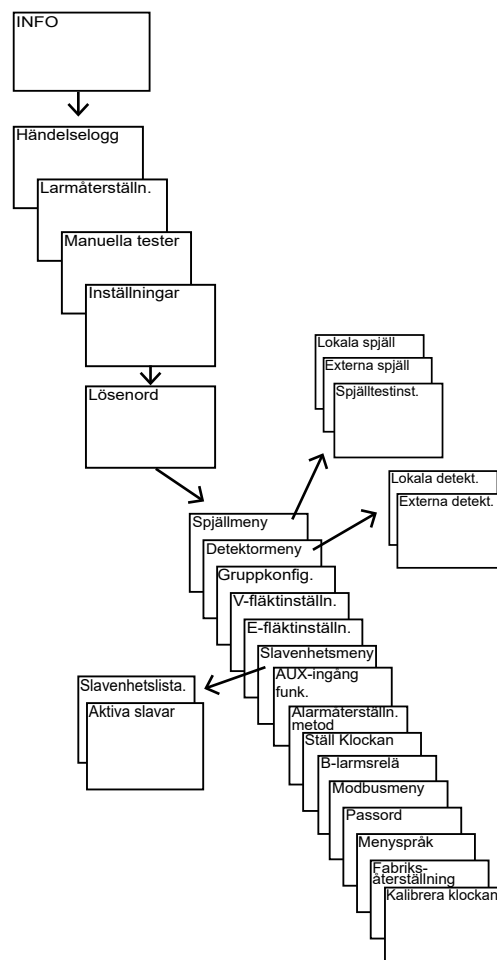 INFO
Händelselogg
Larmåterställn.
Manuella tester
Inställningar
Lösenord
Lokala spjäll
Externa spjäll
Spjälltestinst.
Lokala detekt.
Externa detekt.
Spjällmeny
Detektormeny
Gruppkonfig.
V-fläktinställn.
E-fläktinställn.
Slavenhetsmeny
Slavenhetslista.
Aktiva slavar
AUX-ingång
funk.
Alarmåterställn.
metod
Ställ Klockan
B-larmsrelä
Modbusmeny
Passord
Menyspråk
Fabriks-
återställning
Kalibrera klockan